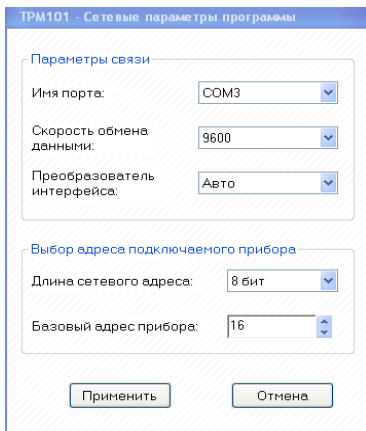 ТРМ101 - Сетевые параметры программы
Параметры связи
Имя порта:
COM3
Скорость обмена
данными:
9600
Преобразователь
интерфейса:
Авто
Выбор адреса подключаемого прибора
Длина сетевого адреса:
8 бит
Базовый адрес прибора:
16
Применить
Отмена